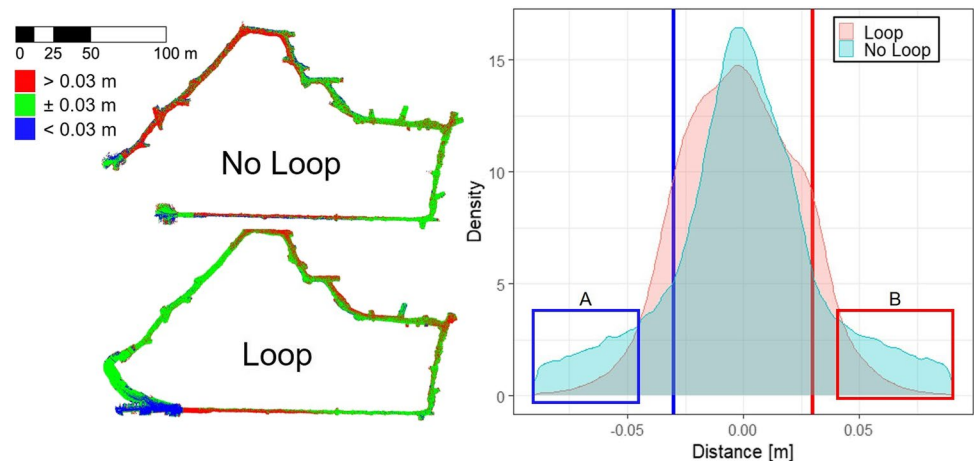 0 25 50 100 m
> 0.03 m
± 0.03 m
< 0.03 m
No Loop
Loop
Loop
No Loop
15
10
5
0
Density
A
B
-0.05 0.00 0.05
Distance [m]